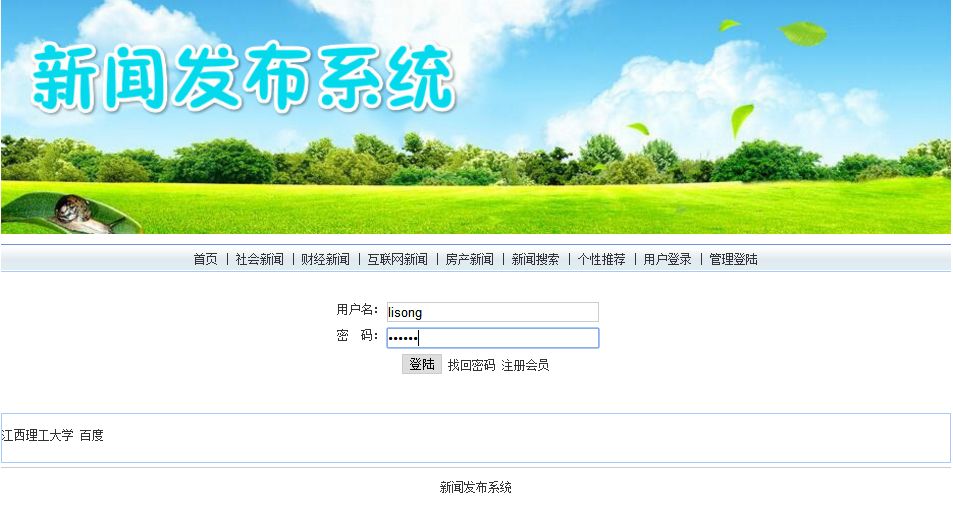 新闻发布系统
首页 | 社会新闻 | 财经新闻 | 互联网新闻 | 房产新闻 | 新闻搜索 | 个性推荐 | 用户登录 | 管理登陆
用户名： lisong
密 码： ••••••
登陆 找回密码 注册会员
江西理工大学 百度
新闻发布系统